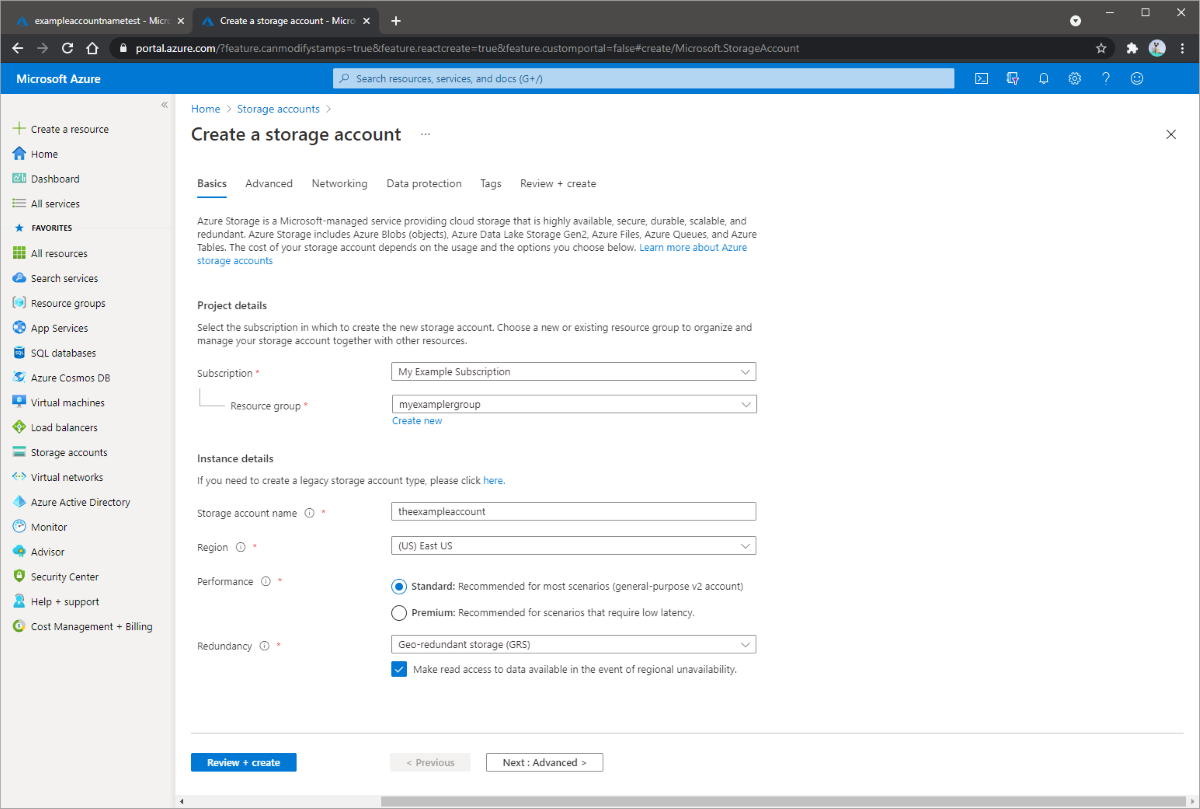 exampleaccountnametest - Micro
Create a storage account - Micro
portal.azure.com/?feature.canmodifystamps=true&feature.reactcreate=true&feature.customportal=false#create/Microsoft.StorageAccount
Microsoft Azure
Search resources, services, and docs (G+/)
Create a resource
Home
Dashboard
All services
FAVORITES
All resources
Search services
Resource groups
App Services
SQL databases
Azure Cosmos DB
Virtual machines
Load balancers
Storage accounts
Virtual networks
Azure Active Directory
Monitor
Advisor
Security Center
Help + support
Cost Management + Billing
Home > Storage accounts >
Create a storage account ...
Basics Advanced Networking Data protection Tags Review + create
Azure Storage is a Microsoft-managed service providing cloud storage that is highly available, secure, durable, scalable, and
redundant. Azure Storage includes Azure Blobs (objects), Azure Data Lake Storage Gen2, Azure Files, Azure Queues, and Azure
Tables. The cost of your storage account depends on the usage and the options you choose below. Learn more about Azure
storage accounts
Project details
Select the subscription in which to create the new storage account. Choose a new or existing resource group to organize and
manage your storage account together with other resources.
Subscription * My Example Subscription
Resource group * myexamplergroup
Create new
Instance details
If you need to create a legacy storage account type, please click here.
Storage account name * theexampleaccount
Region * (US) East US
Performance * Standard: Recommended for most scenarios (general-purpose v2 account)
Premium: Recommended for scenarios that require low latency.
Redundancy * Geo-redundant storage (GRS)
Make read access to data available in the event of regional unavailability.
Review + create < Previous Next : Advanced >